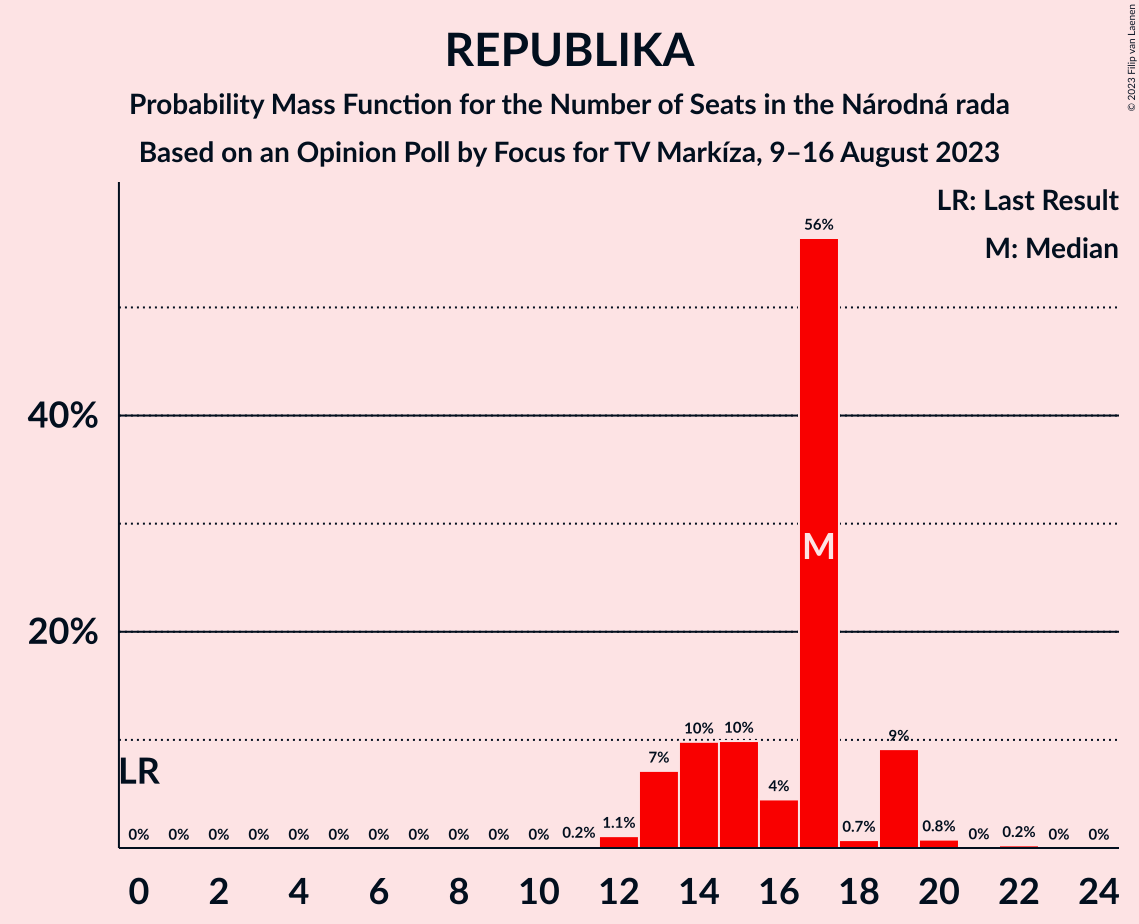 REPUBLIKA
Probability Mass Function for the Number of Seats in the Národná rada
Based on an Opinion Poll by Focus for TV Markíza, 9–16 August 2023
© 2023 Filip van Laenen
LR: Last Result
M: Median
56%
40%
M
20%
10% 10% 9%
LR 7% 4%
0% 0% 0% 0% 0% 0% 0% 0% 0% 0% 0% 0.2% 1.1% 0.7% 0.8% 0% 0.2% 0% 0%
0 2 4 6 8 10 12 14 16 18 20 22 24